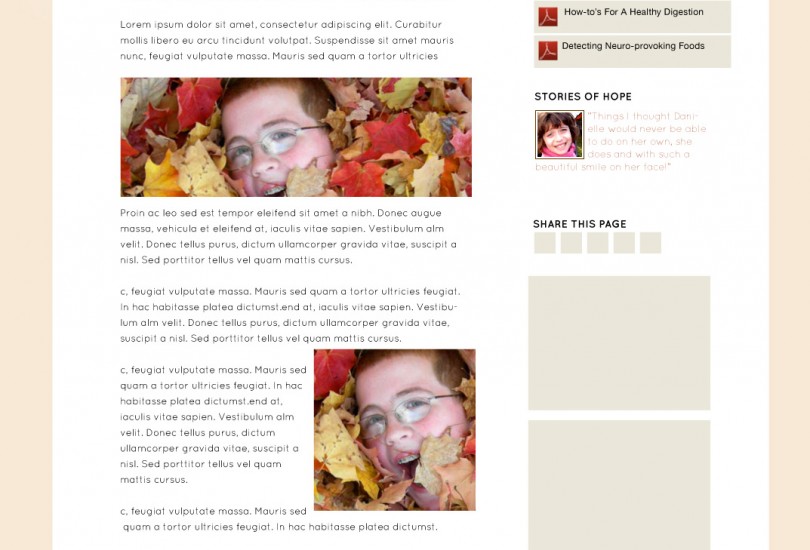 Lorem ipsum dolor sit amet, consectetur adipiscing elit. Curabitur
mollis libero eu arcu tincidunt volutpat. Suspendisse sit amet mauris
nunc, feugiat vulputate massa. Mauris sed quam a tortor ultricies
Proin ac leo sed est tempor eleifend sit amet a nibh. Donec augue
massa, vehicula et eleifend at, iaculis vitae sapien. Vestibulum alm
velit. Donec tellus purus, dictum ullamcorper gravida vitae, suscipit a
nisl. Sed porttitor tellus vel quam mattis cursus.
c, feugiat vulputate massa. Mauris sed quam a tortor ultricies feugiat.
In hac habitasse platea dictumst.end at, iaculis vitae sapien. Vestibu-
lum alm velit. Donec tellus purus, dictum ullamcorper gravida vitae,
suscipit a nisl. Sed porttitor tellus vel quam mattis cursus.
c, feugiat vulputate massa. Mauris sed
quam a tortor ultricies feugiat. In hac
habitasse platea dictumst.end at,
iaculis vitae sapien. Vestibulum alm
velit. Donec tellus purus, dictum
ullamcorper gravida vitae, suscipit a
nisl. Sed porttitor tellus vel quam
mattis cursus.
c, feugiat vulputate massa. Mauris sed
quam a tortor ultricies feugiat. In hac habitasse platea dictumst.
How-to's For A Healthy Digestion
Detecting Neuro-provoking Foods
STORIES OF HOPE
"Things I thought Dani-
elle would never be able
to do on her own, she
does and with such a
beautiful smile on her face!"
SHARE THIS PAGE